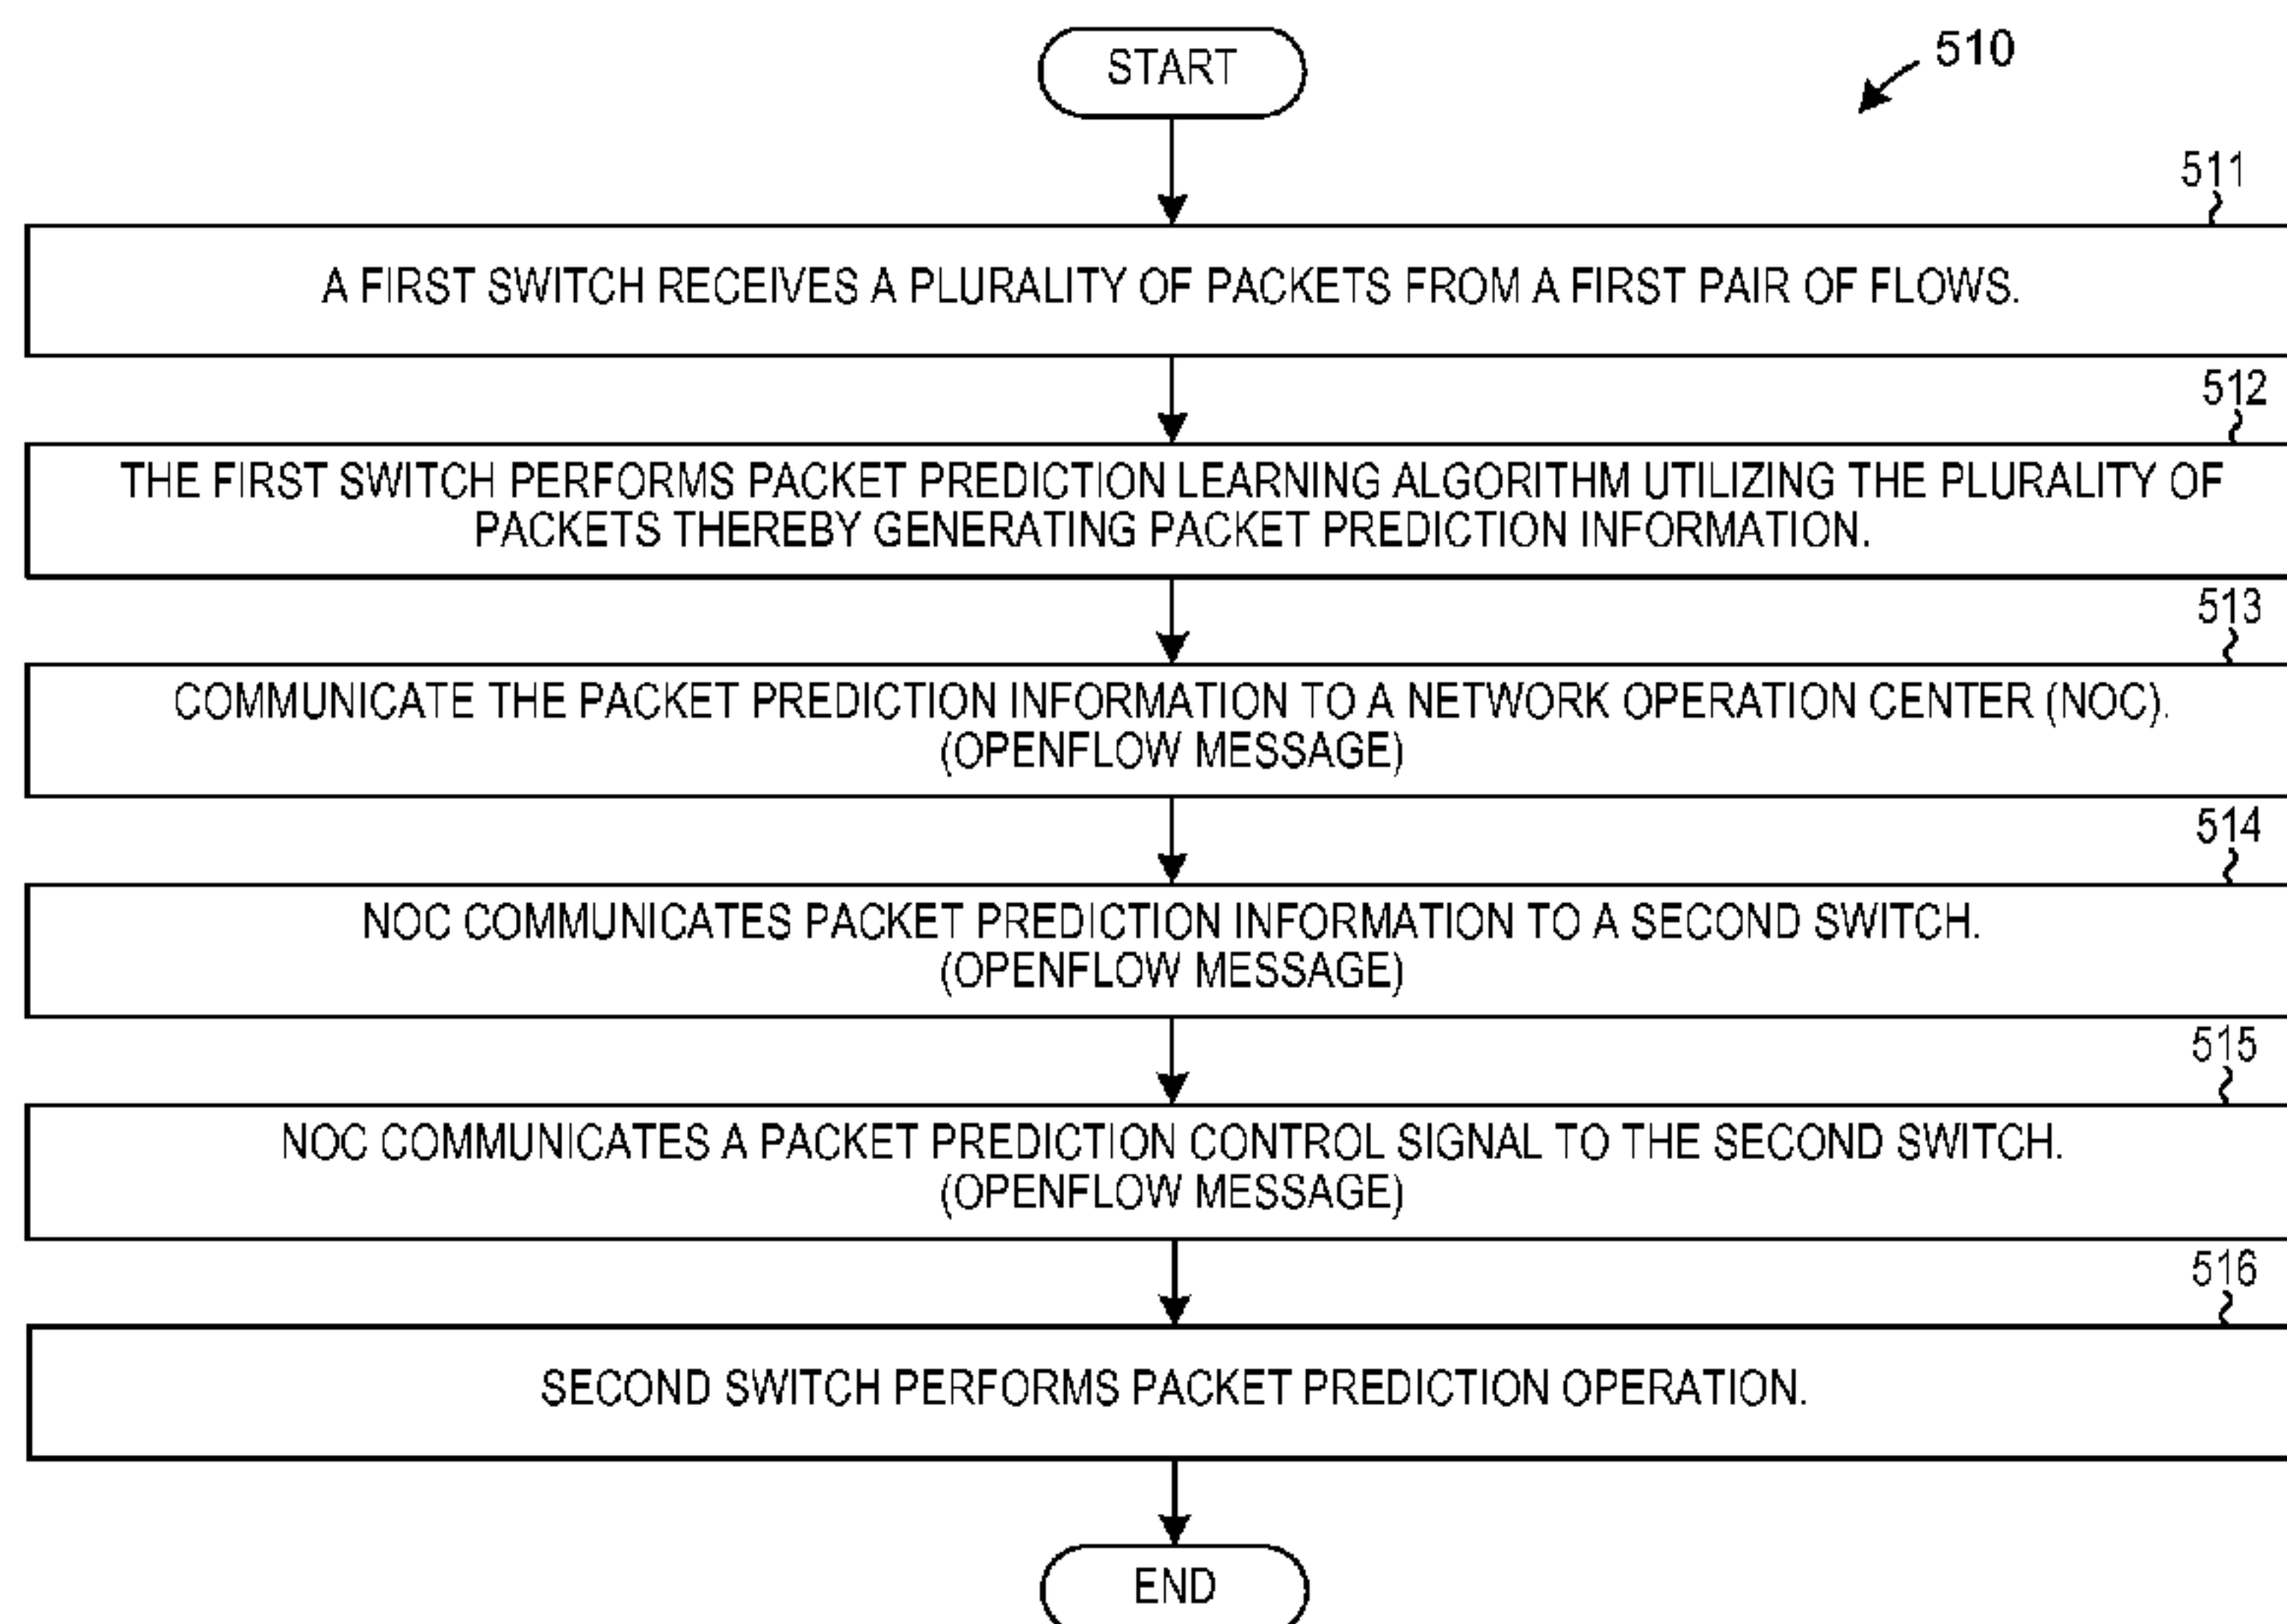 START
510
511
A FIRST SWITCH RECEIVES A PLURALITY OF PACKETS FROM A FIRST PAIR OF FLOWS.
512
THE FIRST SWITCH PERFORMS PACKET PREDICTION LEARNING ALGORITHM UTILIZING THE PLURALITY OF
PACKETS THEREBY GENERATING PACKET PREDICTION INFORMATION.
513
COMMUNICATE THE PACKET PREDICTION INFORMATION TO A NETWORK OPERATION CENTER (NOC).
(OPENFLOW MESSAGE)
514
NOC COMMUNICATES PACKET PREDICTION INFORMATION TO A SECOND SWITCH.
(OPENFLOW MESSAGE)
515
NOC COMMUNICATES A PACKET PREDICTION CONTROL SIGNAL TO THE SECOND SWITCH.
(OPENFLOW MESSAGE)
516
SECOND SWITCH PERFORMS PACKET PREDICTION OPERATION.
END